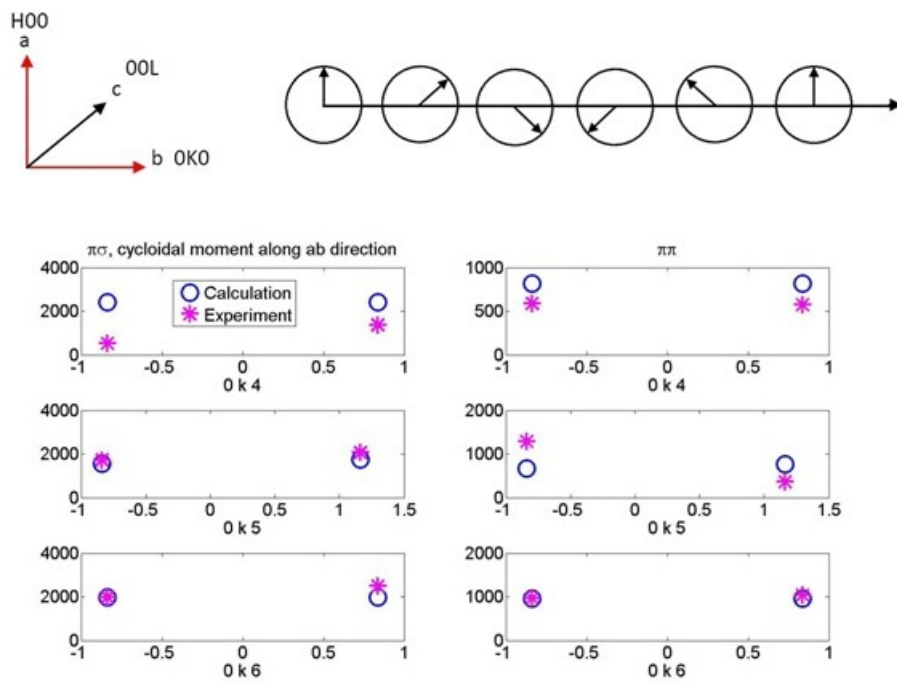 H00
a
00L
c
b 0K0
πσ, cycloidal moment along ab direction
4000
2000
0
Calculation
Experiment
-1 -0.5 0 0.5 1
0 k 4
ππ
1000
500
0
-1 -0.5 0 0.5 1
0 k 4
4000
2000
0
-1 -0.5 0 0.5 1 1.5
0 k 5
2000
1000
0
-1 -0.5 0 0.5 1 1.5
0 k 5
4000
2000
0
-1 -0.5 0 0.5 1
0 k 6
2000
1000
0
-1 -0.5 0 0.5 1
0 k 6